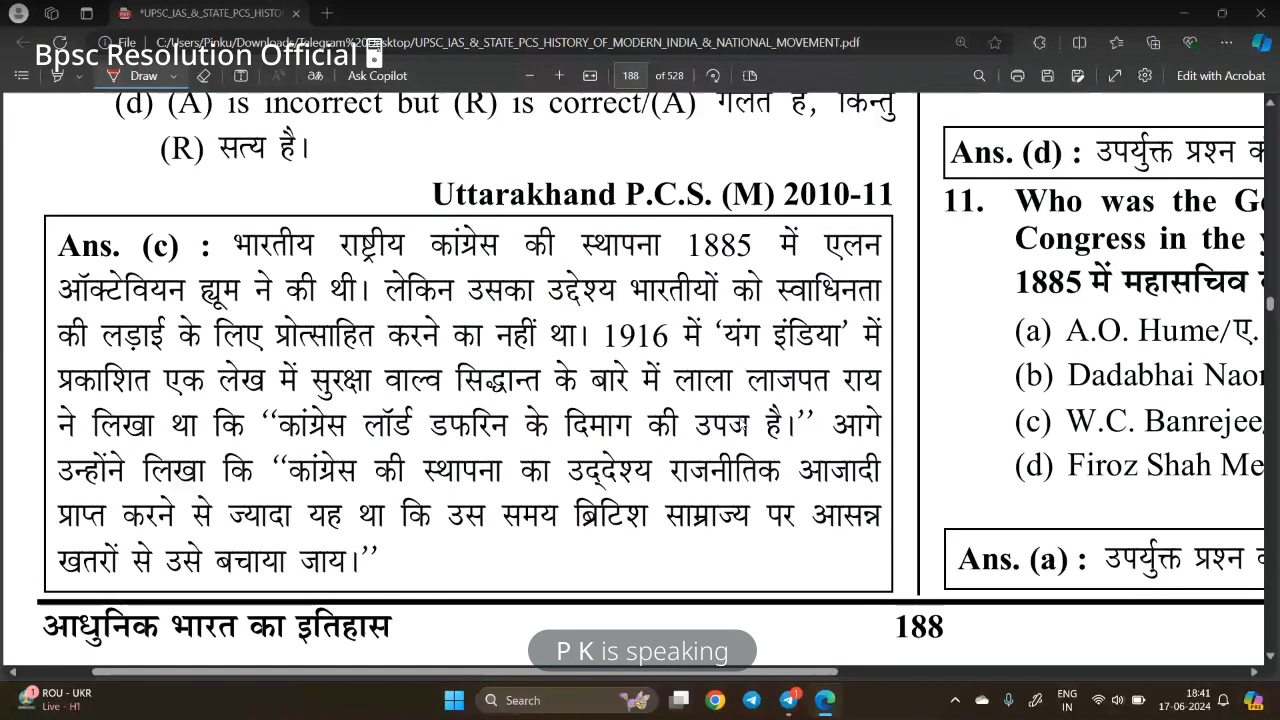 *UPSC_IAS_&_STATE_PCS_HISTO
Bpsc Resolution Official
File
C:/Users/Pinku/Downloads/Telegram%20Desktop/UPSC_IAS_&_STATE_PCS_HISTORY_OF_MODERN_INDIA_&_NATIONAL_MOVEMENT.pdf
Draw
Ask Copilot
188 of 528
Edit with Acrobat
(d) (A) is incorrect but (R) is correct/(A) गलत है, किन्तु
(R) सत्य है।
Uttarakhand P.C.S. (M) 2010-11
Ans. (c) : भारतीय राष्ट्रीय कांग्रेस की स्थापना 1885 में एलन
ऑक्टेवियन ह्यूम ने की थी। लेकिन उसका उद्देश्य भारतीयों को स्वाधिनता
की लड़ाई के लिए प्रोत्साहित करने का नहीं था। 1916 में ‘यंग इंडिया’ में
प्रकाशित एक लेख में सुरक्षा वाल्व सिद्धान्त के बारे में लाला लाजपत राय
ने लिखा था कि ‘‘कांग्रेस लॉर्ड डफरिन के दिमाग की उपज है।’’ आगे
उन्होंने लिखा कि ‘‘कांग्रेस की स्थापना का उद्‌देश्य राजनीतिक आजादी
प्राप्त करने से ज्यादा यह था कि उस समय ब्रिटिश साम्राज्य पर आसन्न
खतरों से उसे बचाया जाय।’’
आधुनिक भारत का इतिहास
188
Ans. (d) : उपर्युक्त प्रश्न
11. Who was the
Congress in the
1885 में महासचिव
(a) A.O. Hume/ए.
(b) Dadabhai
(c) W.C. Banrejee/
(d) Firoz Shah
Ans. (a) : उपर्युक्त प्रश्न
P K is speaking
1
ROU - UKR
Live - H1
Search
1
ENG
IN
18:41
17-06-2024